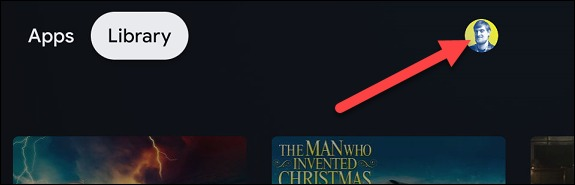 Apps
Library
THE MAN WHO
INVENTED
CHRISTMAS